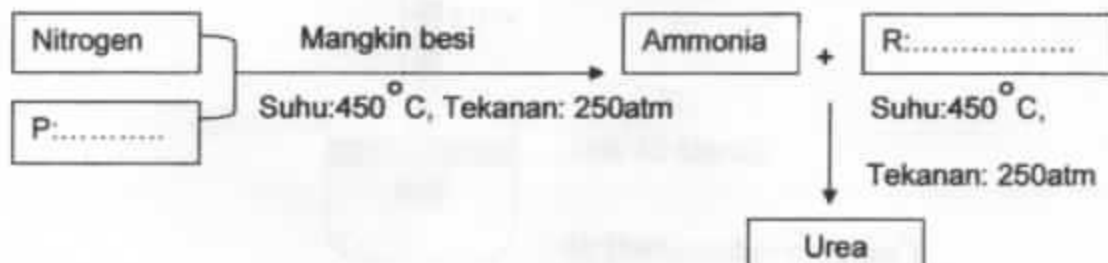 Nitrogen
P:...........
Mangkin besi
Suhu:450°C, Tekanan: 250atm
Ammonia
+
R:................
Suhu:450°C,
Tekanan: 250atm
Urea